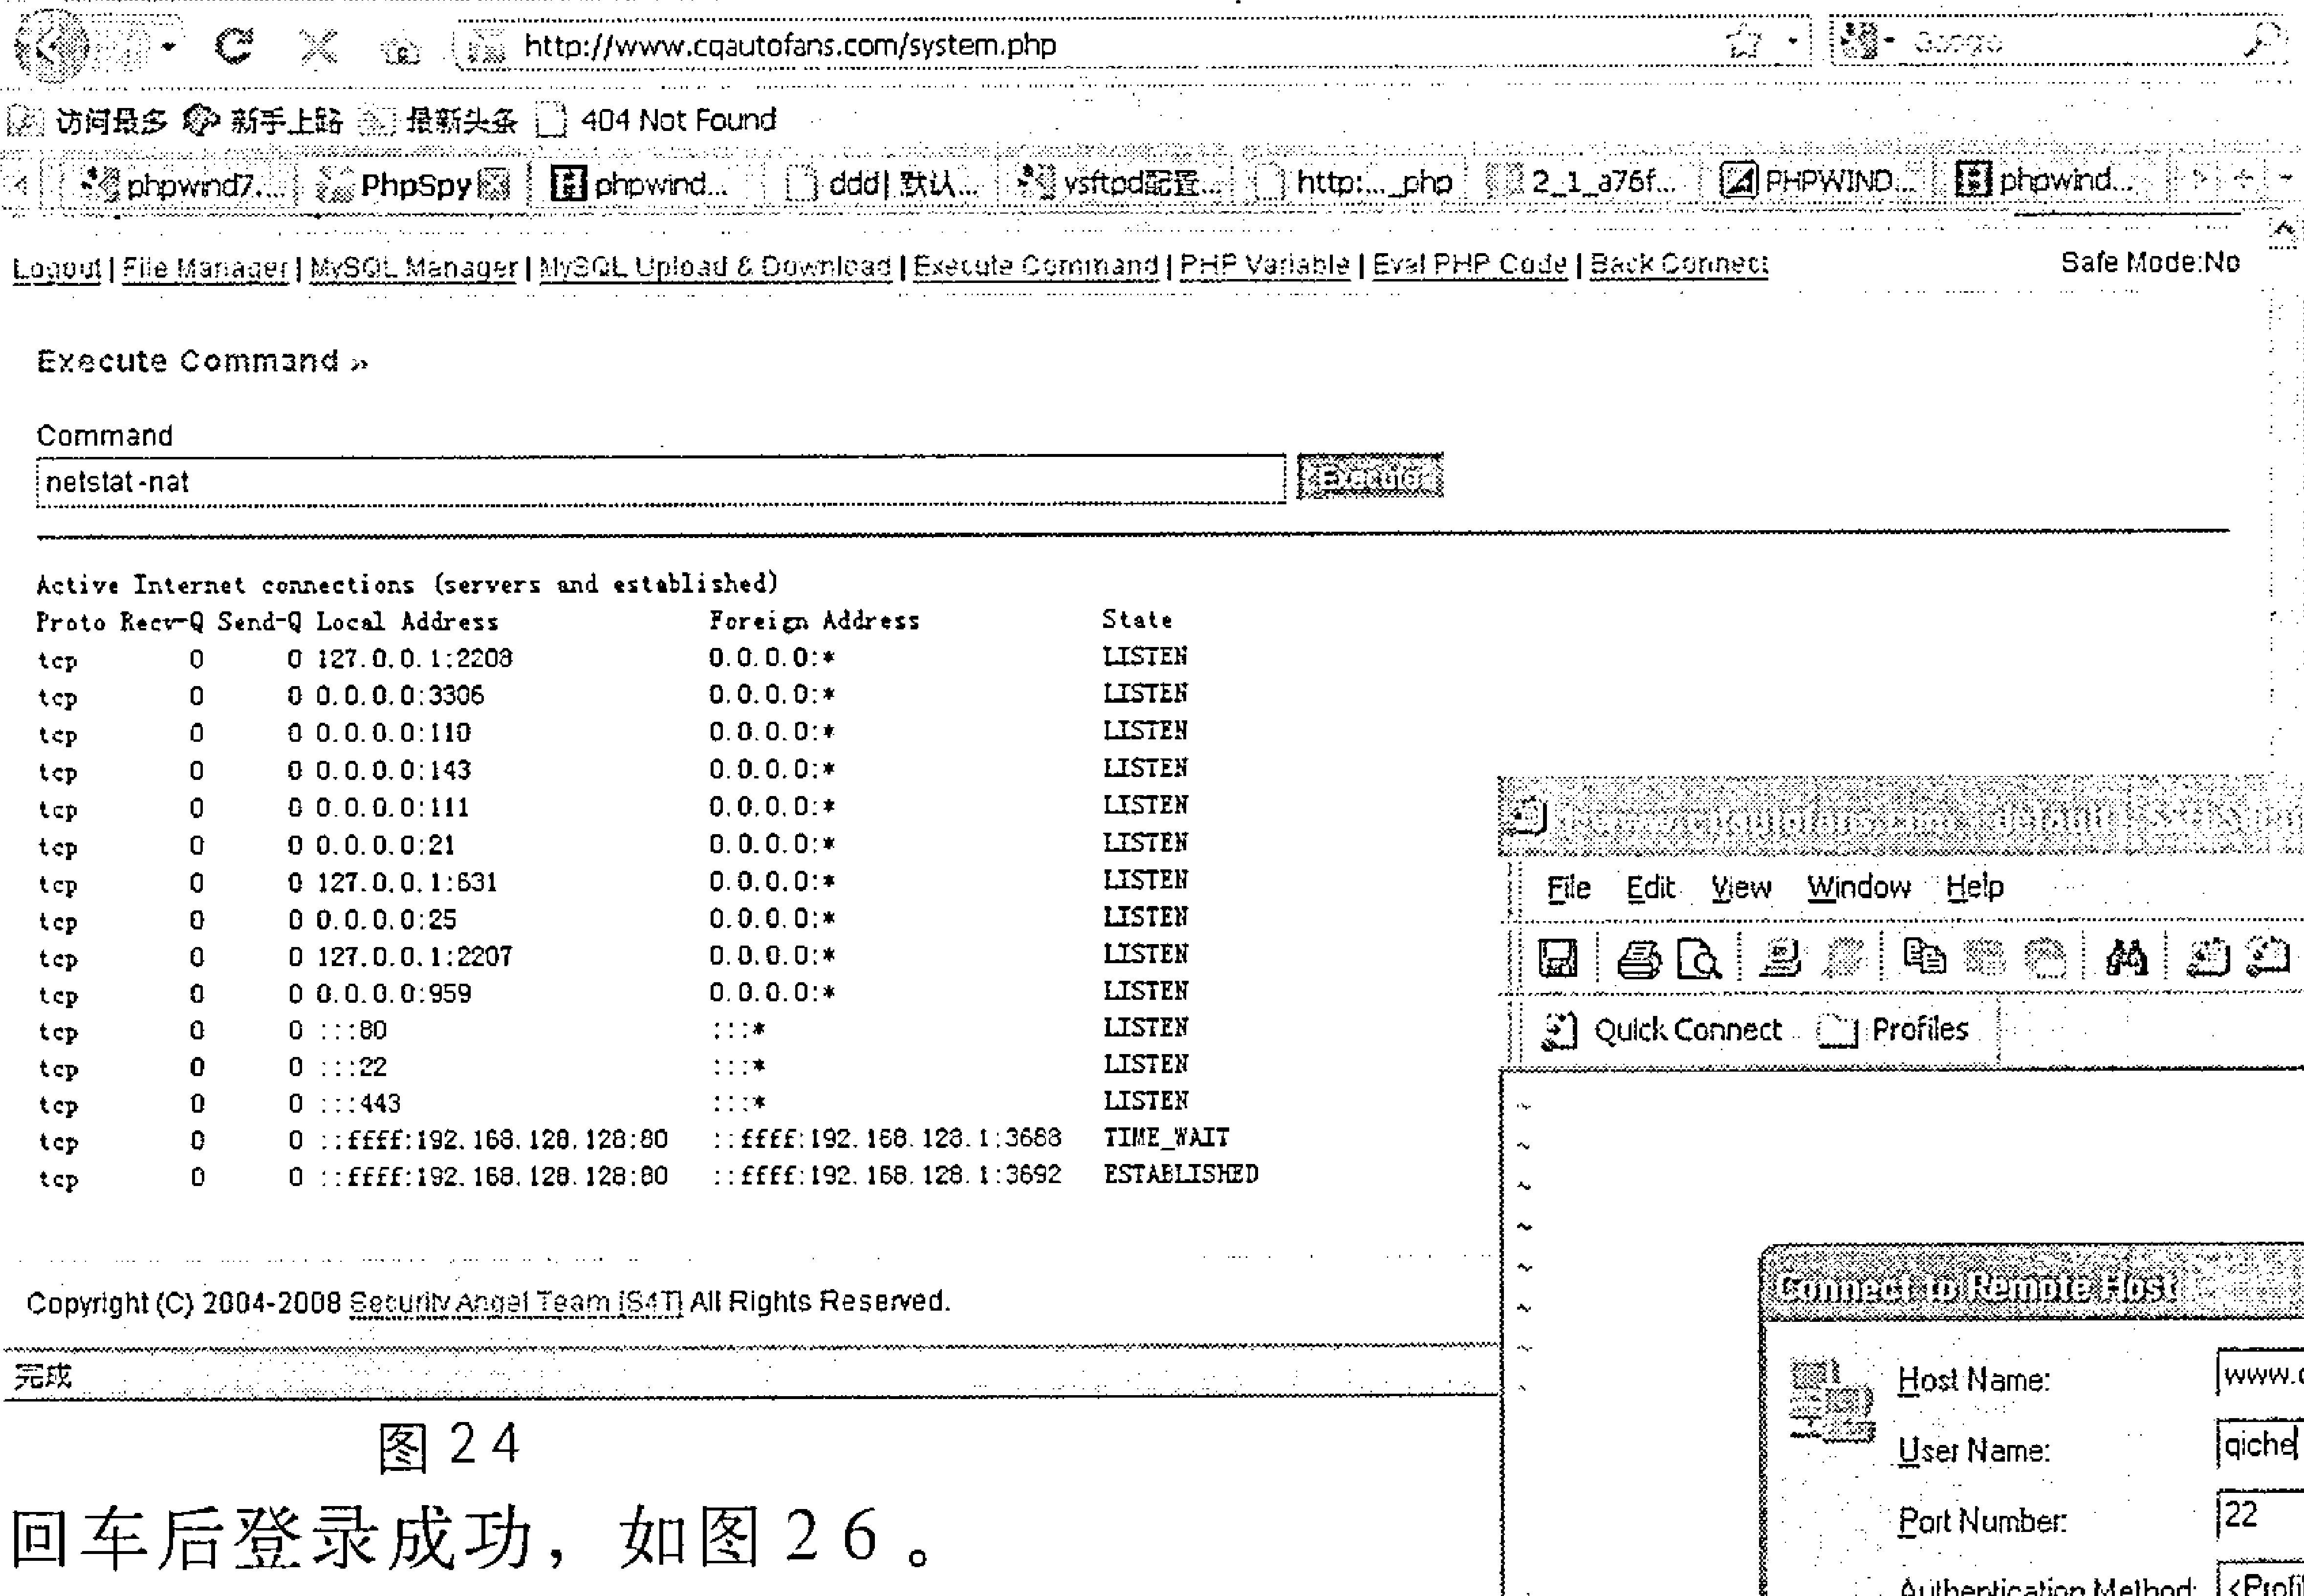 http://www.cqautofans.com/system.php
访问最多 新手上路 最新头条 404 Not Found
phpwind7.... PhpSpy phpwind... ddd| 默认... vsftpd配置... http:..._php 2_1_a76f... PHPWIND... phpwind...
Logout | File Manager | MySQL Manager | MySQL Upload & Download | Execute Command | PHP Variable | Eval PHP Code | Back Connect Safe Mode:No
Execute Command »
Command
netstat -nat Execute
Active Internet connections (servers and established)
Proto Recv-Q Send-Q Local Address Foreign Address State
tcp 0 0 127.0.0.1:2208 0.0.0.0:* LISTEN
tcp 0 0 0.0.0.0:3306 0.0.0.0:* LISTEN
tcp 0 0 0.0.0.0:110 0.0.0.0:* LISTEN
tcp 0 0 0.0.0.0:143 0.0.0.0:* LISTEN
tcp 0 0 0.0.0.0:111 0.0.0.0:* LISTEN
tcp 0 0 0.0.0.0:21 0.0.0.0:* LISTEN
tcp 0 0 127.0.0.1:631 0.0.0.0:* LISTEN
tcp 0 0 0.0.0.0:25 0.0.0.0:* LISTEN
tcp 0 0 127.0.0.1:2207 0.0.0.0:* LISTEN
tcp 0 0 0.0.0.0:959 0.0.0.0:* LISTEN
tcp 0 0 :::80 :::* LISTEN
tcp 0 0 :::22 :::* LISTEN
tcp 0 0 :::443 :::* LISTEN
tcp 0 0 ::ffff:192.168.128.128:80 ::ffff:192.168.128.1:3688 TIME_WAIT
tcp 0 0 ::ffff:192.168.128.128:80 ::ffff:192.168.128.1:3692 ESTABLISHED
Copyright (C) 2004-2008 Security Angel Team [S4T] All Rights Reserved.
完成
图24
回车后登录成功，如图26。
File Edit View Window Help
Quick Connect Profiles
Connect to Remote Host
Host Name: www.
User Name: qiche
Port Number: 22
Authentication Method: <Profil